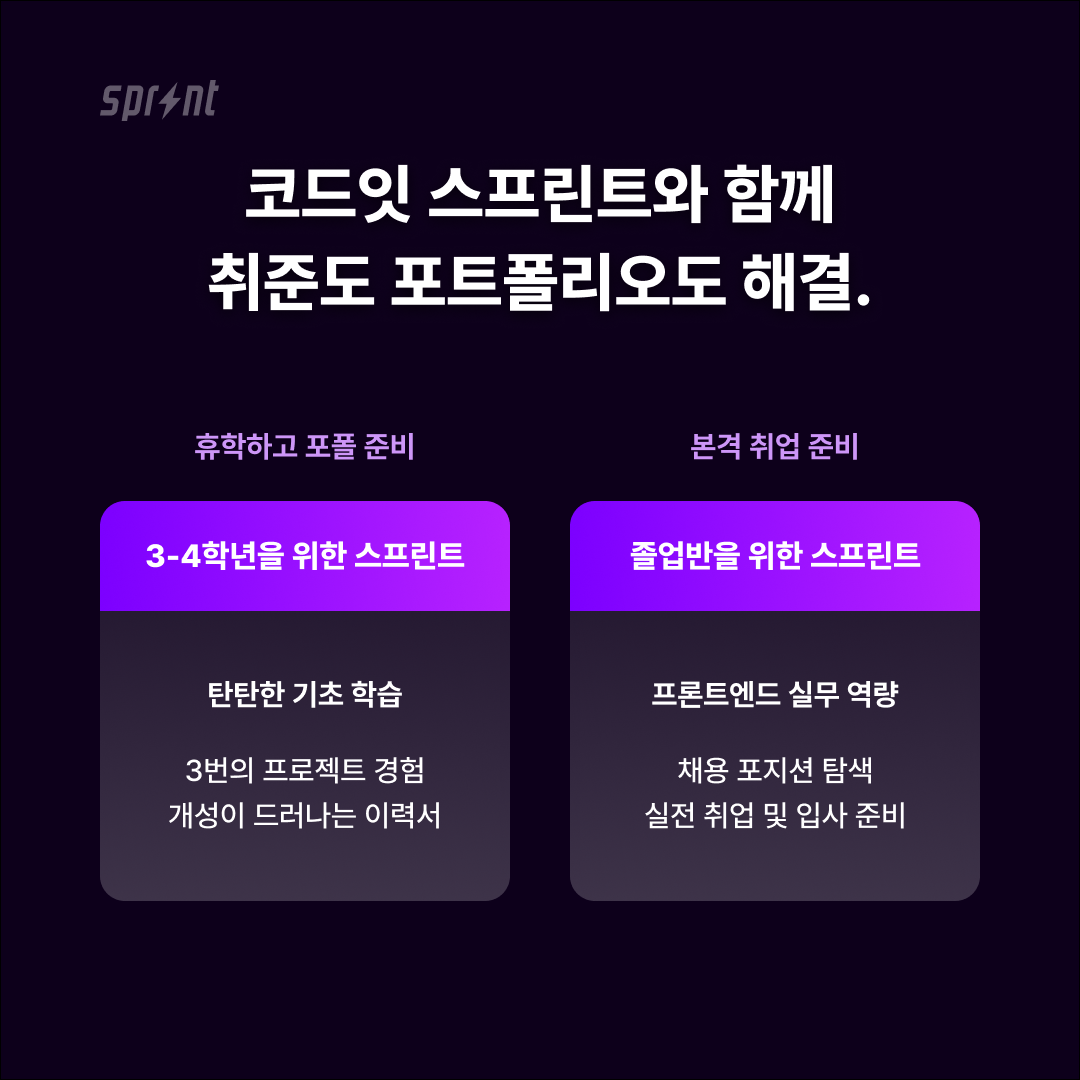 sprint
코드잇 스프린트와 함께
취준도 포트폴리오도 해결.
휴학하고 포폴 준비
3-4학년을 위한 스프린트
탄탄한 기초 학습
3번의 프로젝트 경험
개성이 드러나는 이력서
본격 취업 준비
졸업반을 위한 스프린트
프론트엔드 실무 역량
채용 포지션 탐색
실전 취업 및 입사 준비